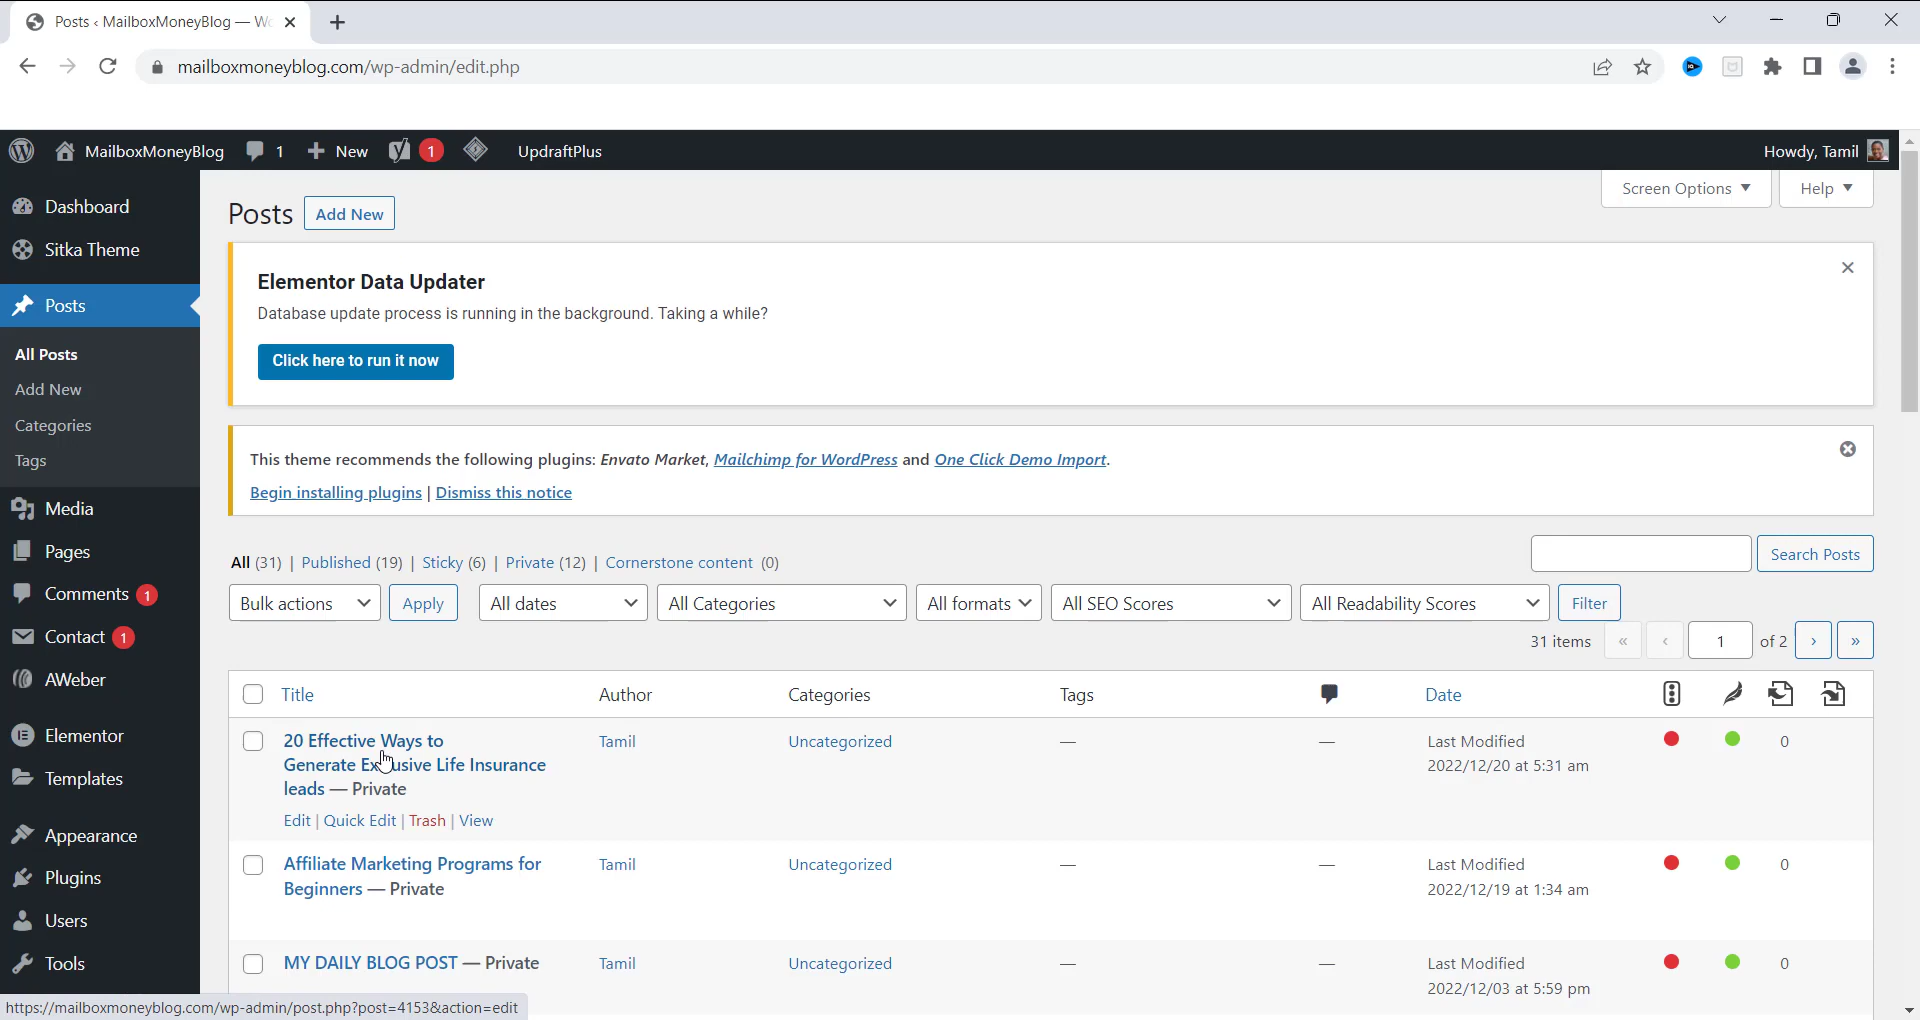 Posts ‹ MailboxMoneyBlog — W
mailboxmoneyblog.com/wp-admin/edit.php
MailboxMoneyBlog 1 New 1 UpdraftPlus Howdy, Tamil
Screen Options Help
Dashboard
Sitka Theme
Posts
All Posts
Add New
Categories
Tags
Media
Pages
Comments 1
Contact 1
AWeber
Elementor
Templates
Appearance
Plugins
Users
Tools
Posts Add New
Elementor Data Updater
Database update process is running in the background. Taking a while?
Click here to run it now
This theme recommends the following plugins: Envato Market, Mailchimp for WordPress and One Click Demo Import.
Begin installing plugins | Dismiss this notice
All (31) | Published (19) | Sticky (6) | Private (12) | Cornerstone content (0)
Search Posts
Bulk actions Apply All dates All Categories All formats All SEO Scores All Readability Scores Filter
31 items « ‹ 1 of 2 › »
Title Author Categories Tags Date
20 Effective Ways to Tamil Uncategorized — — Last Modified 0
Generate Exclusive Life Insurance 2022/12/20 at 5:31 am
leads — Private
Edit | Quick Edit | Trash | View
Affiliate Marketing Programs for Tamil Uncategorized — — Last Modified 0
Beginners — Private 2022/12/19 at 1:34 am
MY DAILY BLOG POST — Private Tamil Uncategorized — — Last Modified 0
2022/12/03 at 5:59 pm
https://mailboxmoneyblog.com/wp-admin/post.php?post=4153&action=edit